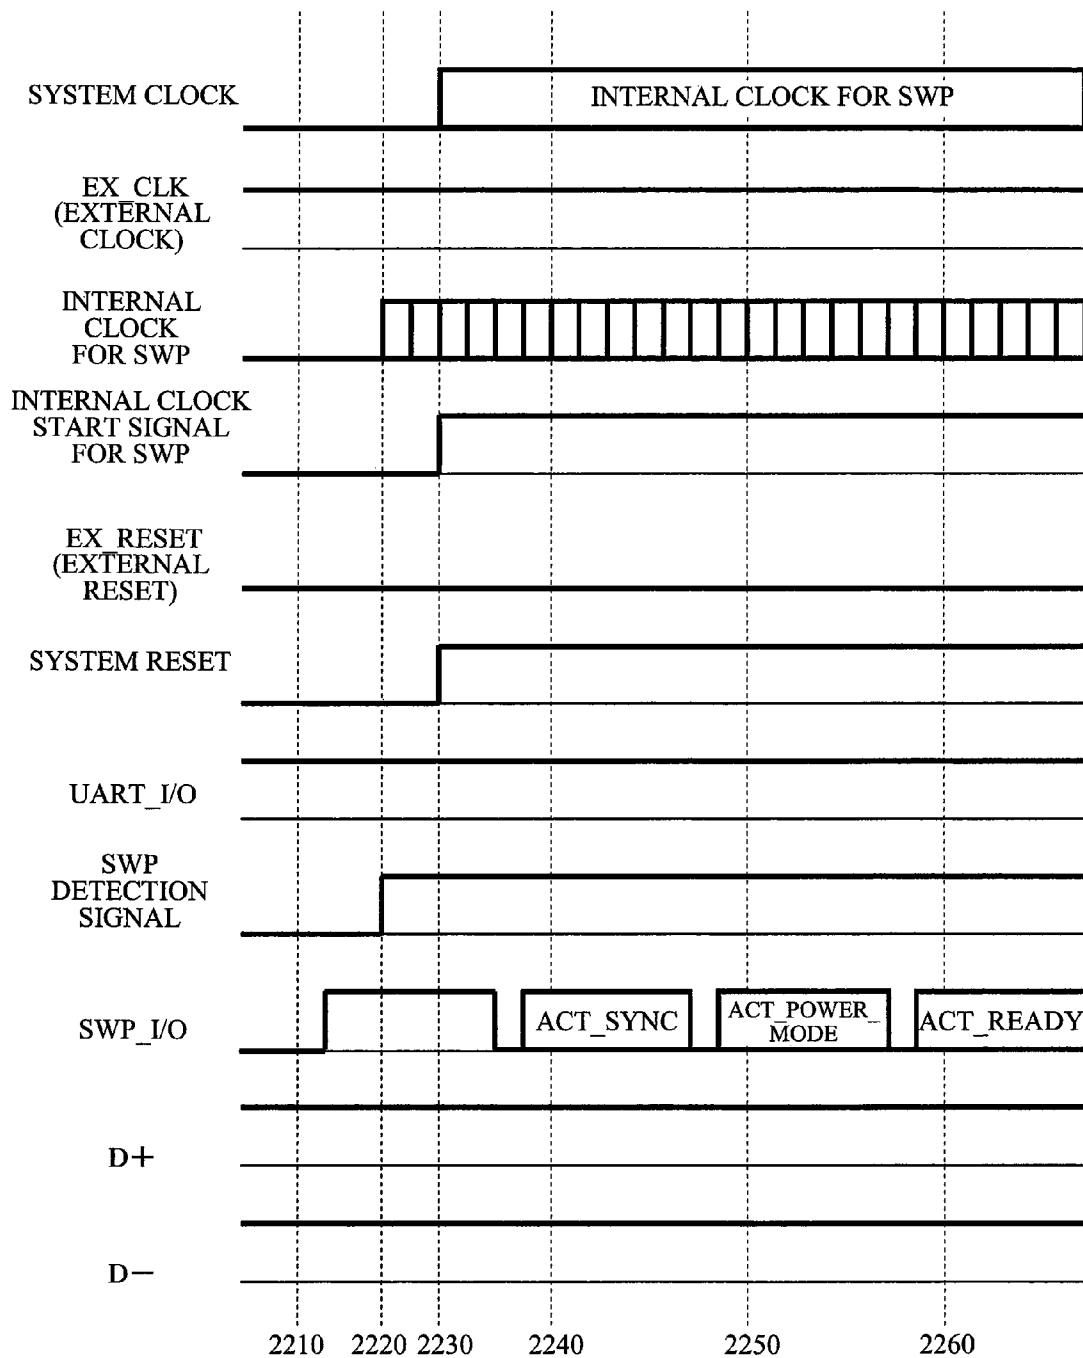 SYSTEM CLOCK
INTERNAL CLOCK FOR SWP
EX_CLK
(EXTERNAL
CLOCK)
INTERNAL
CLOCK
FOR SWP
INTERNAL CLOCK
START SIGNAL
FOR SWP
EX_RESET
(EXTERNAL
RESET)
SYSTEM RESET
UART_I/O
SWP
DETECTION
SIGNAL
SWP_I/O
ACT_SYNC
ACT_POWER_
MODE
ACT_READY
D+
D−
2210 2220 2230 2240 2250 2260